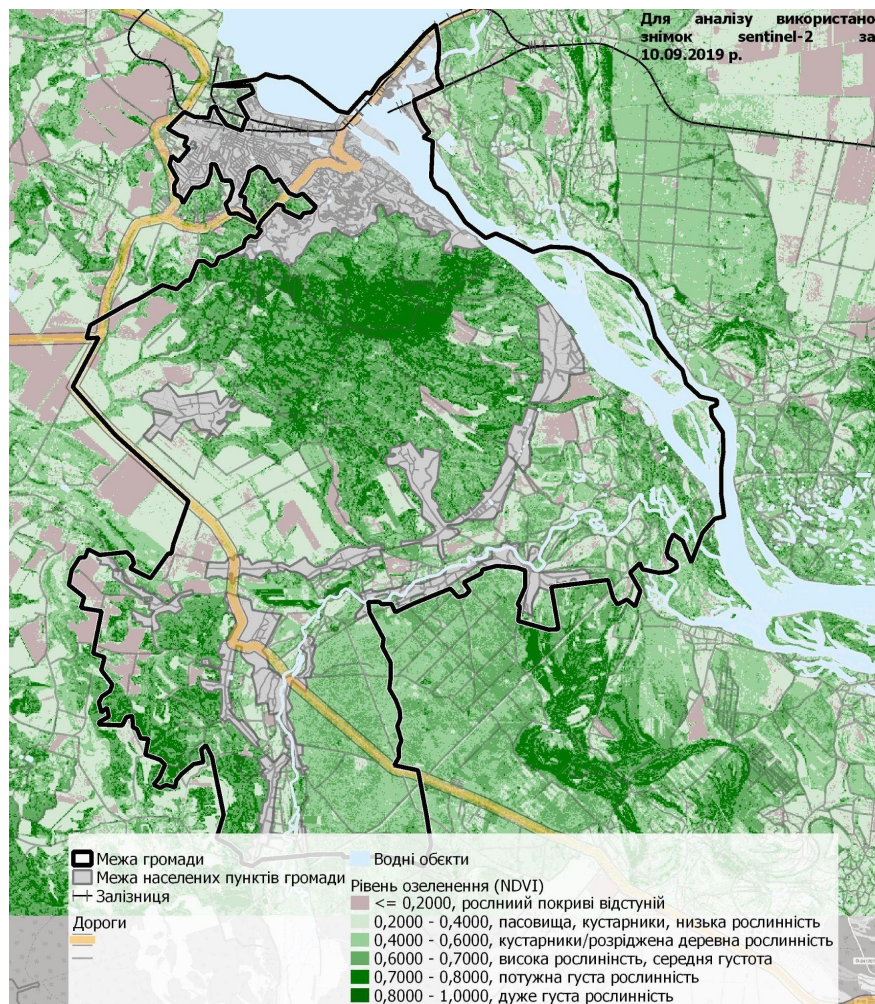 Для аналізу використано
знімок sentinel-2 за
10.09.2019 р.
Межа громади
Межа населених пунктів громади
Залізниця
Дороги
Водні обєкти
Рівень озеленення (NDVI)
<= 0,2000, рослниий покриві відстуній
0,2000 - 0,4000, пасовища, кустарники, низька рослинність
0,4000 - 0,6000, кустарники/розріджена деревна рослинність
0,6000 - 0,7000, висока рослиність, середня густота
0,7000 - 0,8000, потужна густа рослинність
0,8000 - 1,0000, дуже густа рослинність